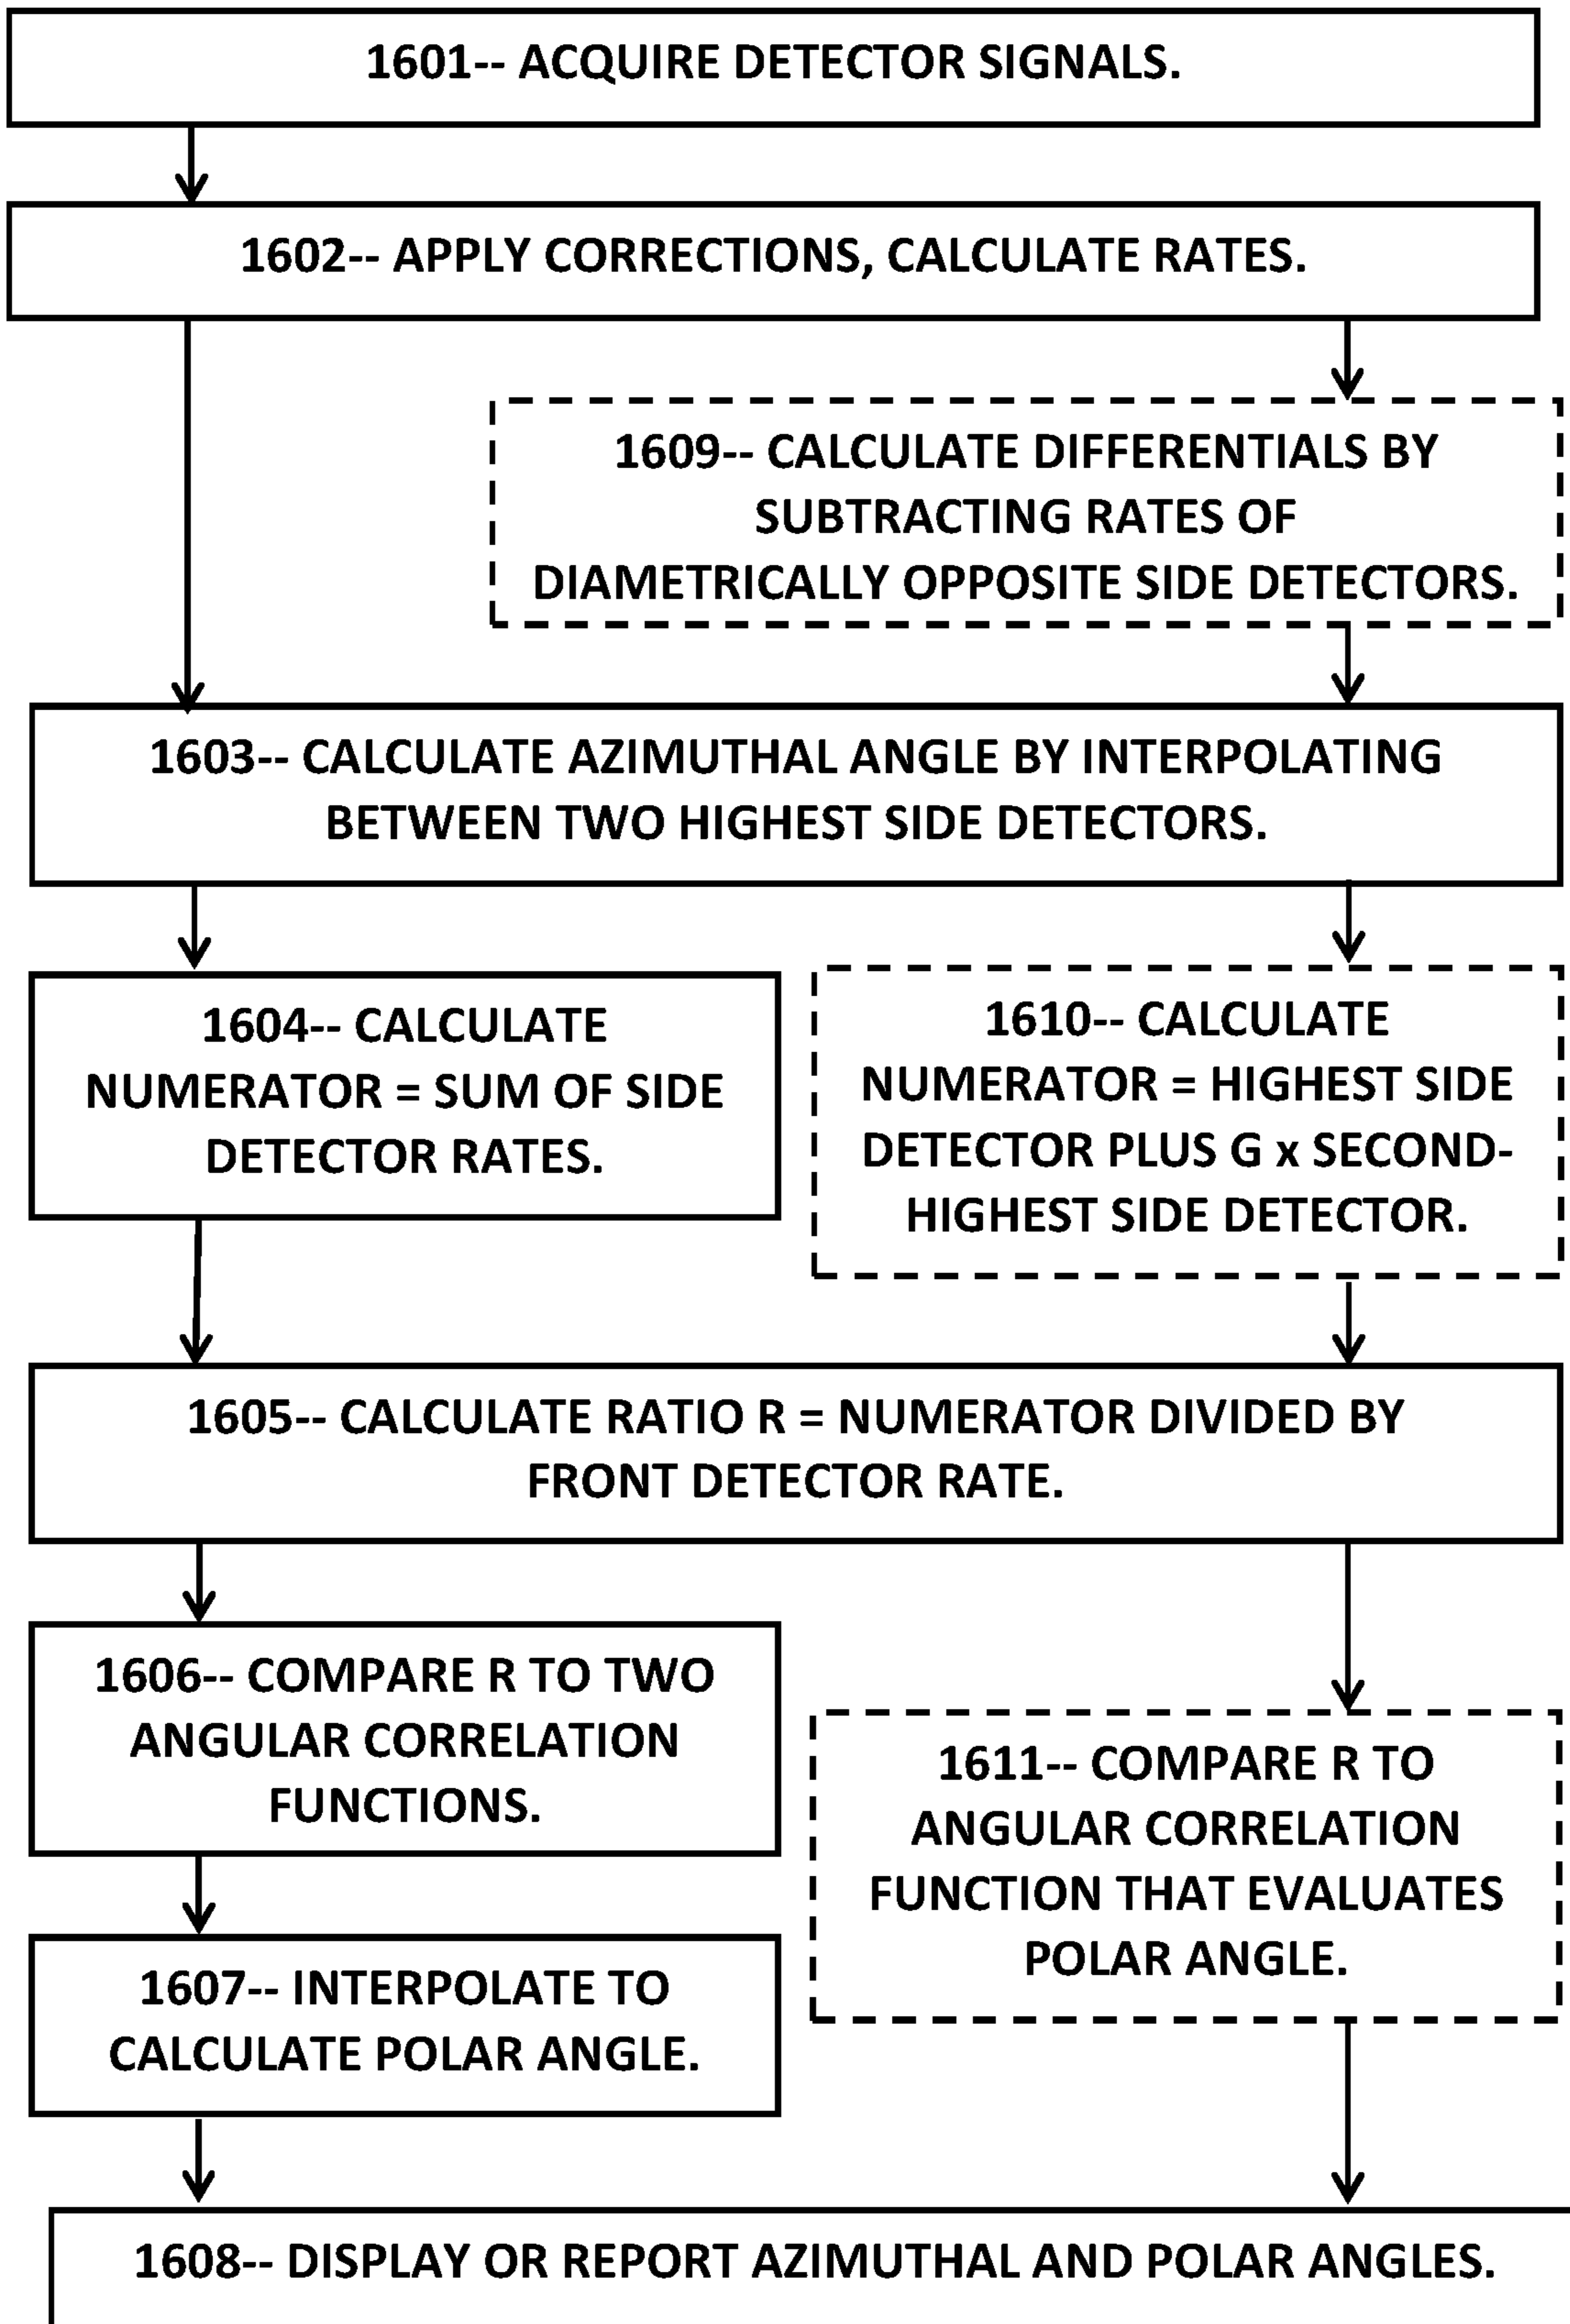 1601-- ACQUIRE DETECTOR SIGNALS.
1602-- APPLY CORRECTIONS, CALCULATE RATES.
1609-- CALCULATE DIFFERENTIALS BY
SUBTRACTING RATES OF
DIAMETRICALLY OPPOSITE SIDE DETECTORS.
1603-- CALCULATE AZIMUTHAL ANGLE BY INTERPOLATING
BETWEEN TWO HIGHEST SIDE DETECTORS.
1604-- CALCULATE
NUMERATOR = SUM OF SIDE
DETECTOR RATES.
1610-- CALCULATE
NUMERATOR = HIGHEST SIDE
DETECTOR PLUS G x SECOND-
HIGHEST SIDE DETECTOR.
1605-- CALCULATE RATIO R = NUMERATOR DIVIDED BY
FRONT DETECTOR RATE.
1606-- COMPARE R TO TWO
ANGULAR CORRELATION
FUNCTIONS.
1611-- COMPARE R TO
ANGULAR CORRELATION
FUNCTION THAT EVALUATES
POLAR ANGLE.
1607-- INTERPOLATE TO
CALCULATE POLAR ANGLE.
1608-- DISPLAY OR REPORT AZIMUTHAL AND POLAR ANGLES.